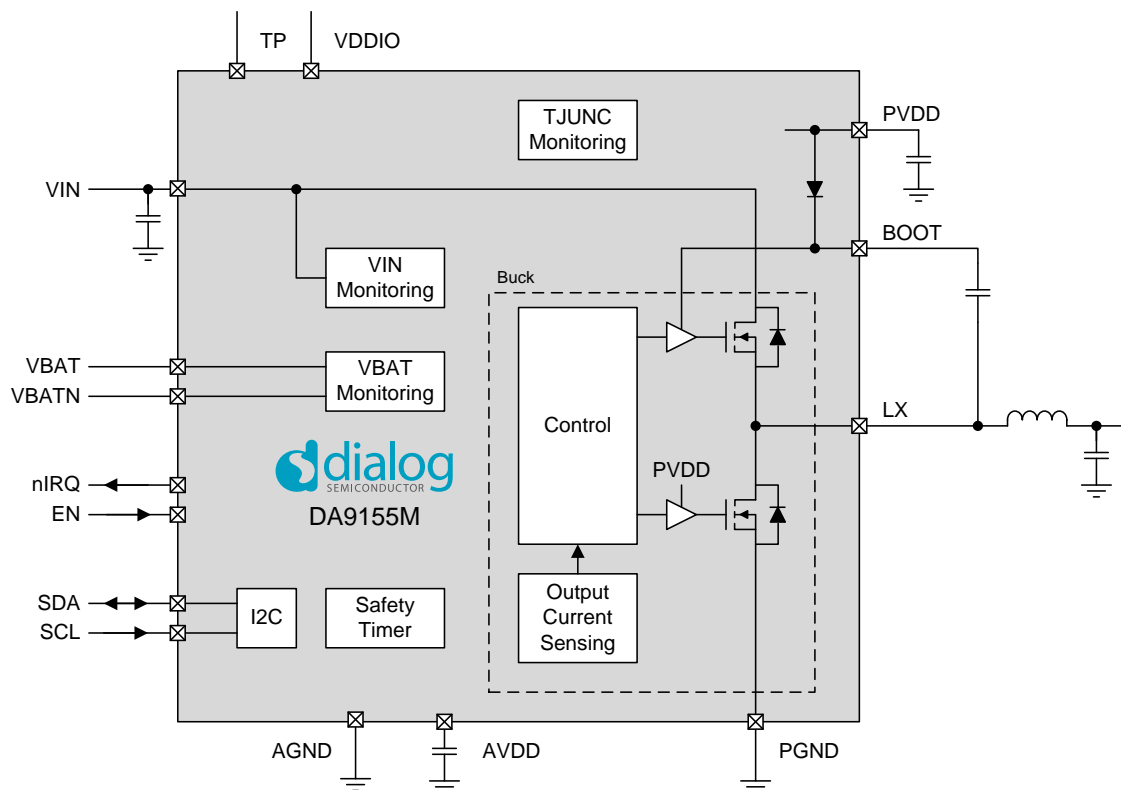 TP
VDDIO
TJUNC
Monitoring
PVDD
VIN
BOOT
VIN
Monitoring
Buck
VBAT
VBATN
VBAT
Monitoring
Control
LX
dialog
SEMICONDUCTOR
DA9155M
PVDD
nIRQ
EN
SDA
SCL
I2C
Safety
Timer
Output
Current
Sensing
AGND
AVDD
PGND